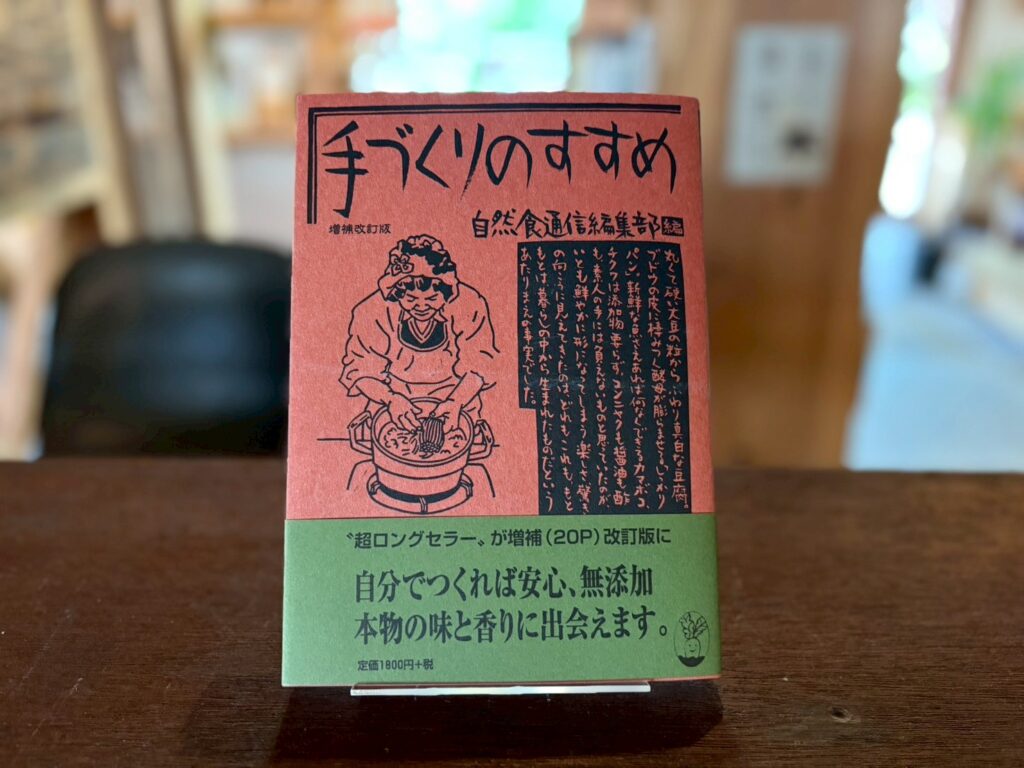 手づくりのすすめ
増補改訂版
自然食通信編集部 編
丸くて硬い大豆の粒からふわり真白な豆腐。
ブドウの皮に棲みつく酵母が膨らませてしっかり
パン。新鮮な魚さえあれば何なくできるカマボコ、
チクワは添加物要らず。コンニャクも醤油も酢
も、素人の手には負えないものと思っていたのが、
いとも鮮やかに形になってしまう楽しさ。驚き
の向こうに見えてきたのは、どれもこれも、もと
もとは暮らしの中から生まれたものだという
あたりまえの事実でした。
〝超ロングセラー〟が増補(20P)改訂版に
自分でつくれば安心、無添加
本物の味と香りに出会えます。
定価1800円+税